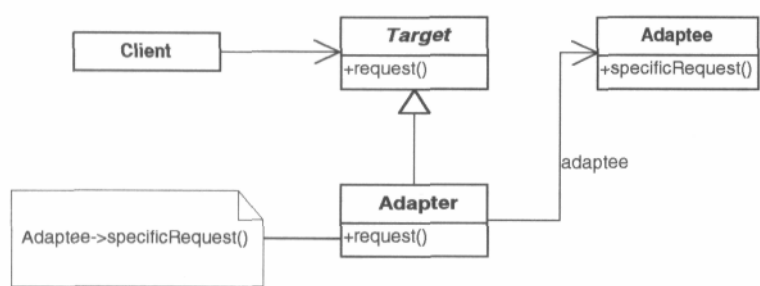 Client
Target
+request()
Adaptee
+specificRequest()
adaptee
Adapter
+request()
Adaptee->specificRequest()